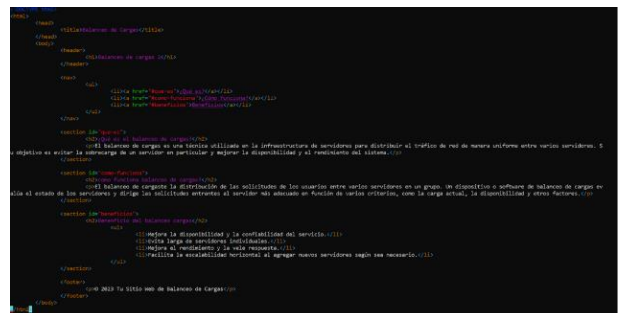 <!DOCTYPE html>
<html>
<head>
<title>Balanceo de Cargas</title>
</head>
<body>
<header>
<h1>Balanceo de cargas 2</h1>
</header>
<nav>
<ul>
<li><a href="#que-es">¿Qué es?</a></li>
<li><a href="#como-funciona">¿Cómo funciona?</a></li>
<li><a href="#beneficios">Beneficios</a></li>
</ul>
</nav>
<section id="que-es">
<h2>¿Qué es el balanceo de cargas?</h2>
<p>El balanceo de cargas es una técnica utilizada en la infraestructura de servidores para distribuir el tráfico de red de manera uniforme entre varios servidores. S
u objetivo es evitar la sobrecarga de un servidor en particular y mejorar la disponibilidad y el rendimiento del sistema.</p>
</section>
<section id="como-funciona">
<h2>como funciona balanceo de cargas?</h2>
<p>El balanceo de cargaste la distribución de las solicitudes de los usuarios entre varios servidores en un grupo. Un dispositivo o software de balanceo de cargas ev
alúa el estado de los servidores y dirige las solicitudes entrantes al servidor más adecuado en función de varios criterios, como la carga actual, la disponibilidad y otros factores.</p>
</section>
<section id="beneficios">
<h2>Beneficio del balanceo cargas</h2>
<ul>
<li>Mejora la disponibilidad y la confiabilidad del servicio.</li>
<li>Evita larga de servidores individuales.</li>
<li>Mejora el rendimiento y la vele respuesta.</li>
<li>Facilita la escalabilidad horizontal al agregar nuevos servidores según sea necesario.</li>
</ul>
</section>
<footer>
<p>© 2023 Tu Sitio Web de Balanceo de Cargas</p>
</footer>
</body>
</html>